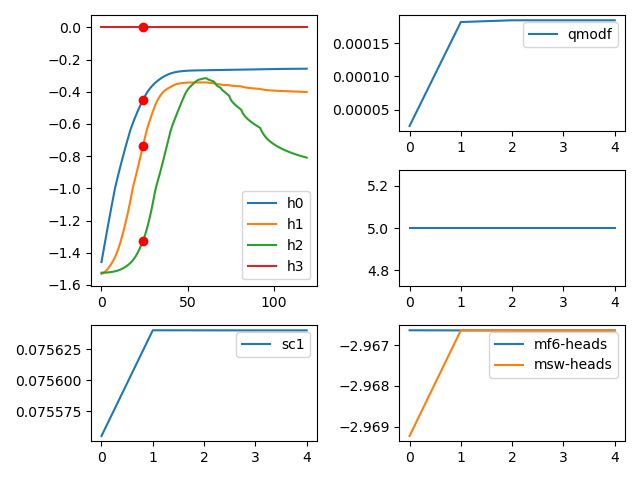 0.0
−0.2
−0.4
−0.6
−0.8
−1.0
−1.2
−1.4
−1.6
0 50 100
h0
h1
h2
h3
0.00015
0.00010
0.00005
0 1 2 3 4
qmodf
5.2
5.0
4.8
0 1 2 3 4
0.075625
0.075600
0.075575
0 1 2 3 4
sc1
−2.967
−2.968
−2.969
0 1 2 3 4
mf6-heads
msw-heads